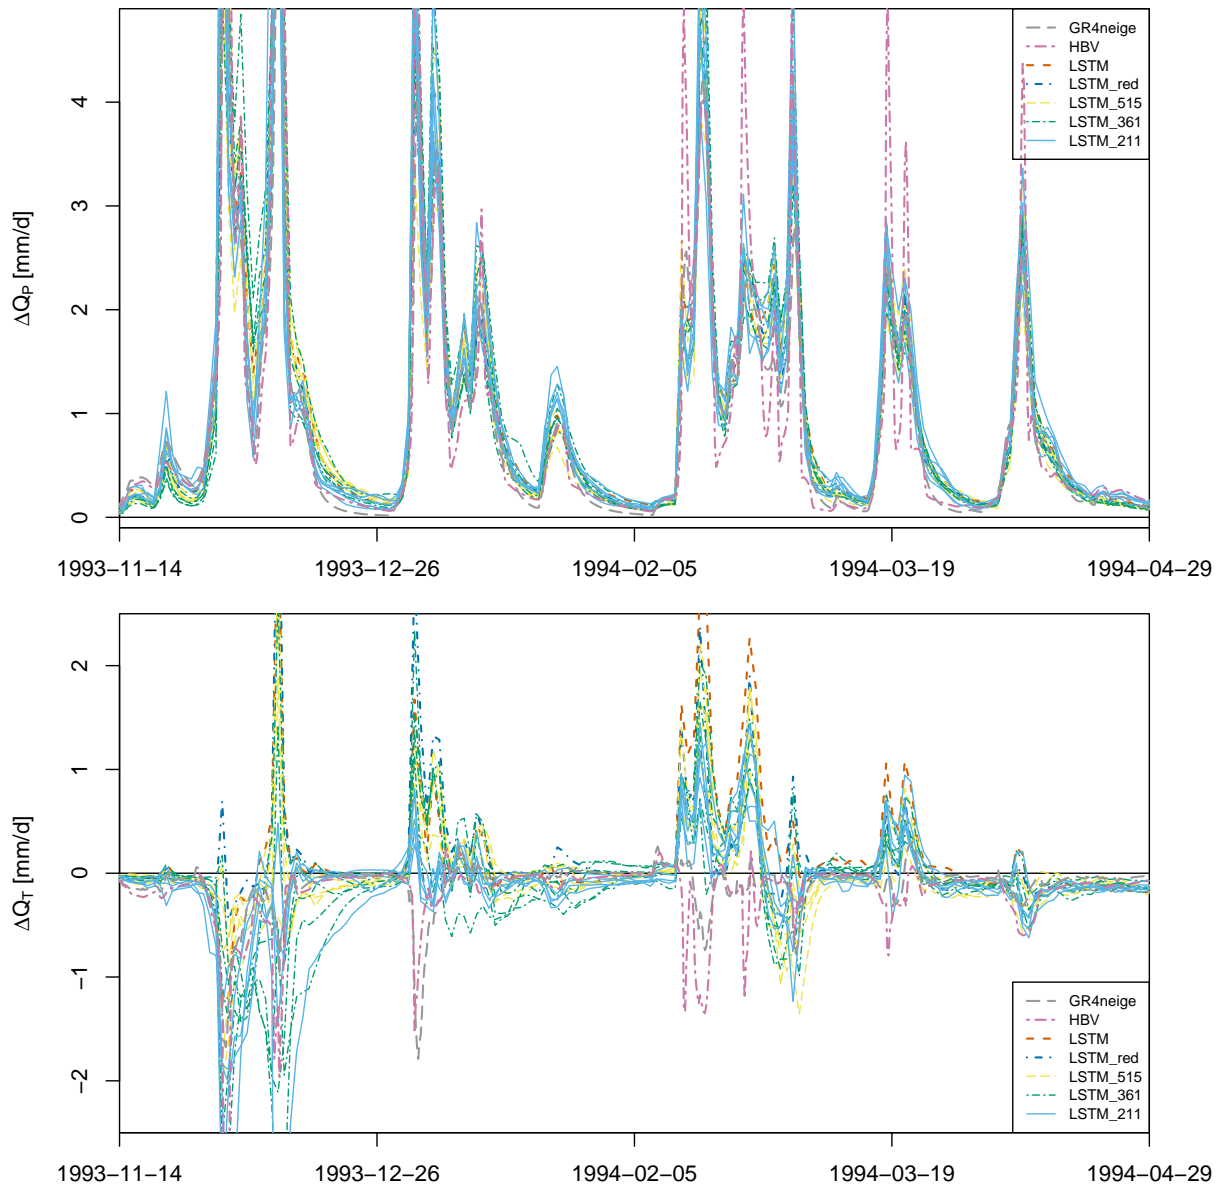 ΔQP [mm/d]
4
3
2
1
0
GR4neige
HBV
LSTM
LSTM_red
LSTM_515
LSTM_361
LSTM_211
1993−11−14 1993−12−26 1994−02−05 1994−03−19 1994−04−29
ΔQT [mm/d]
2
1
0
−1
−2
GR4neige
HBV
LSTM
LSTM_red
LSTM_515
LSTM_361
LSTM_211
1993−11−14 1993−12−26 1994−02−05 1994−03−19 1994−04−29